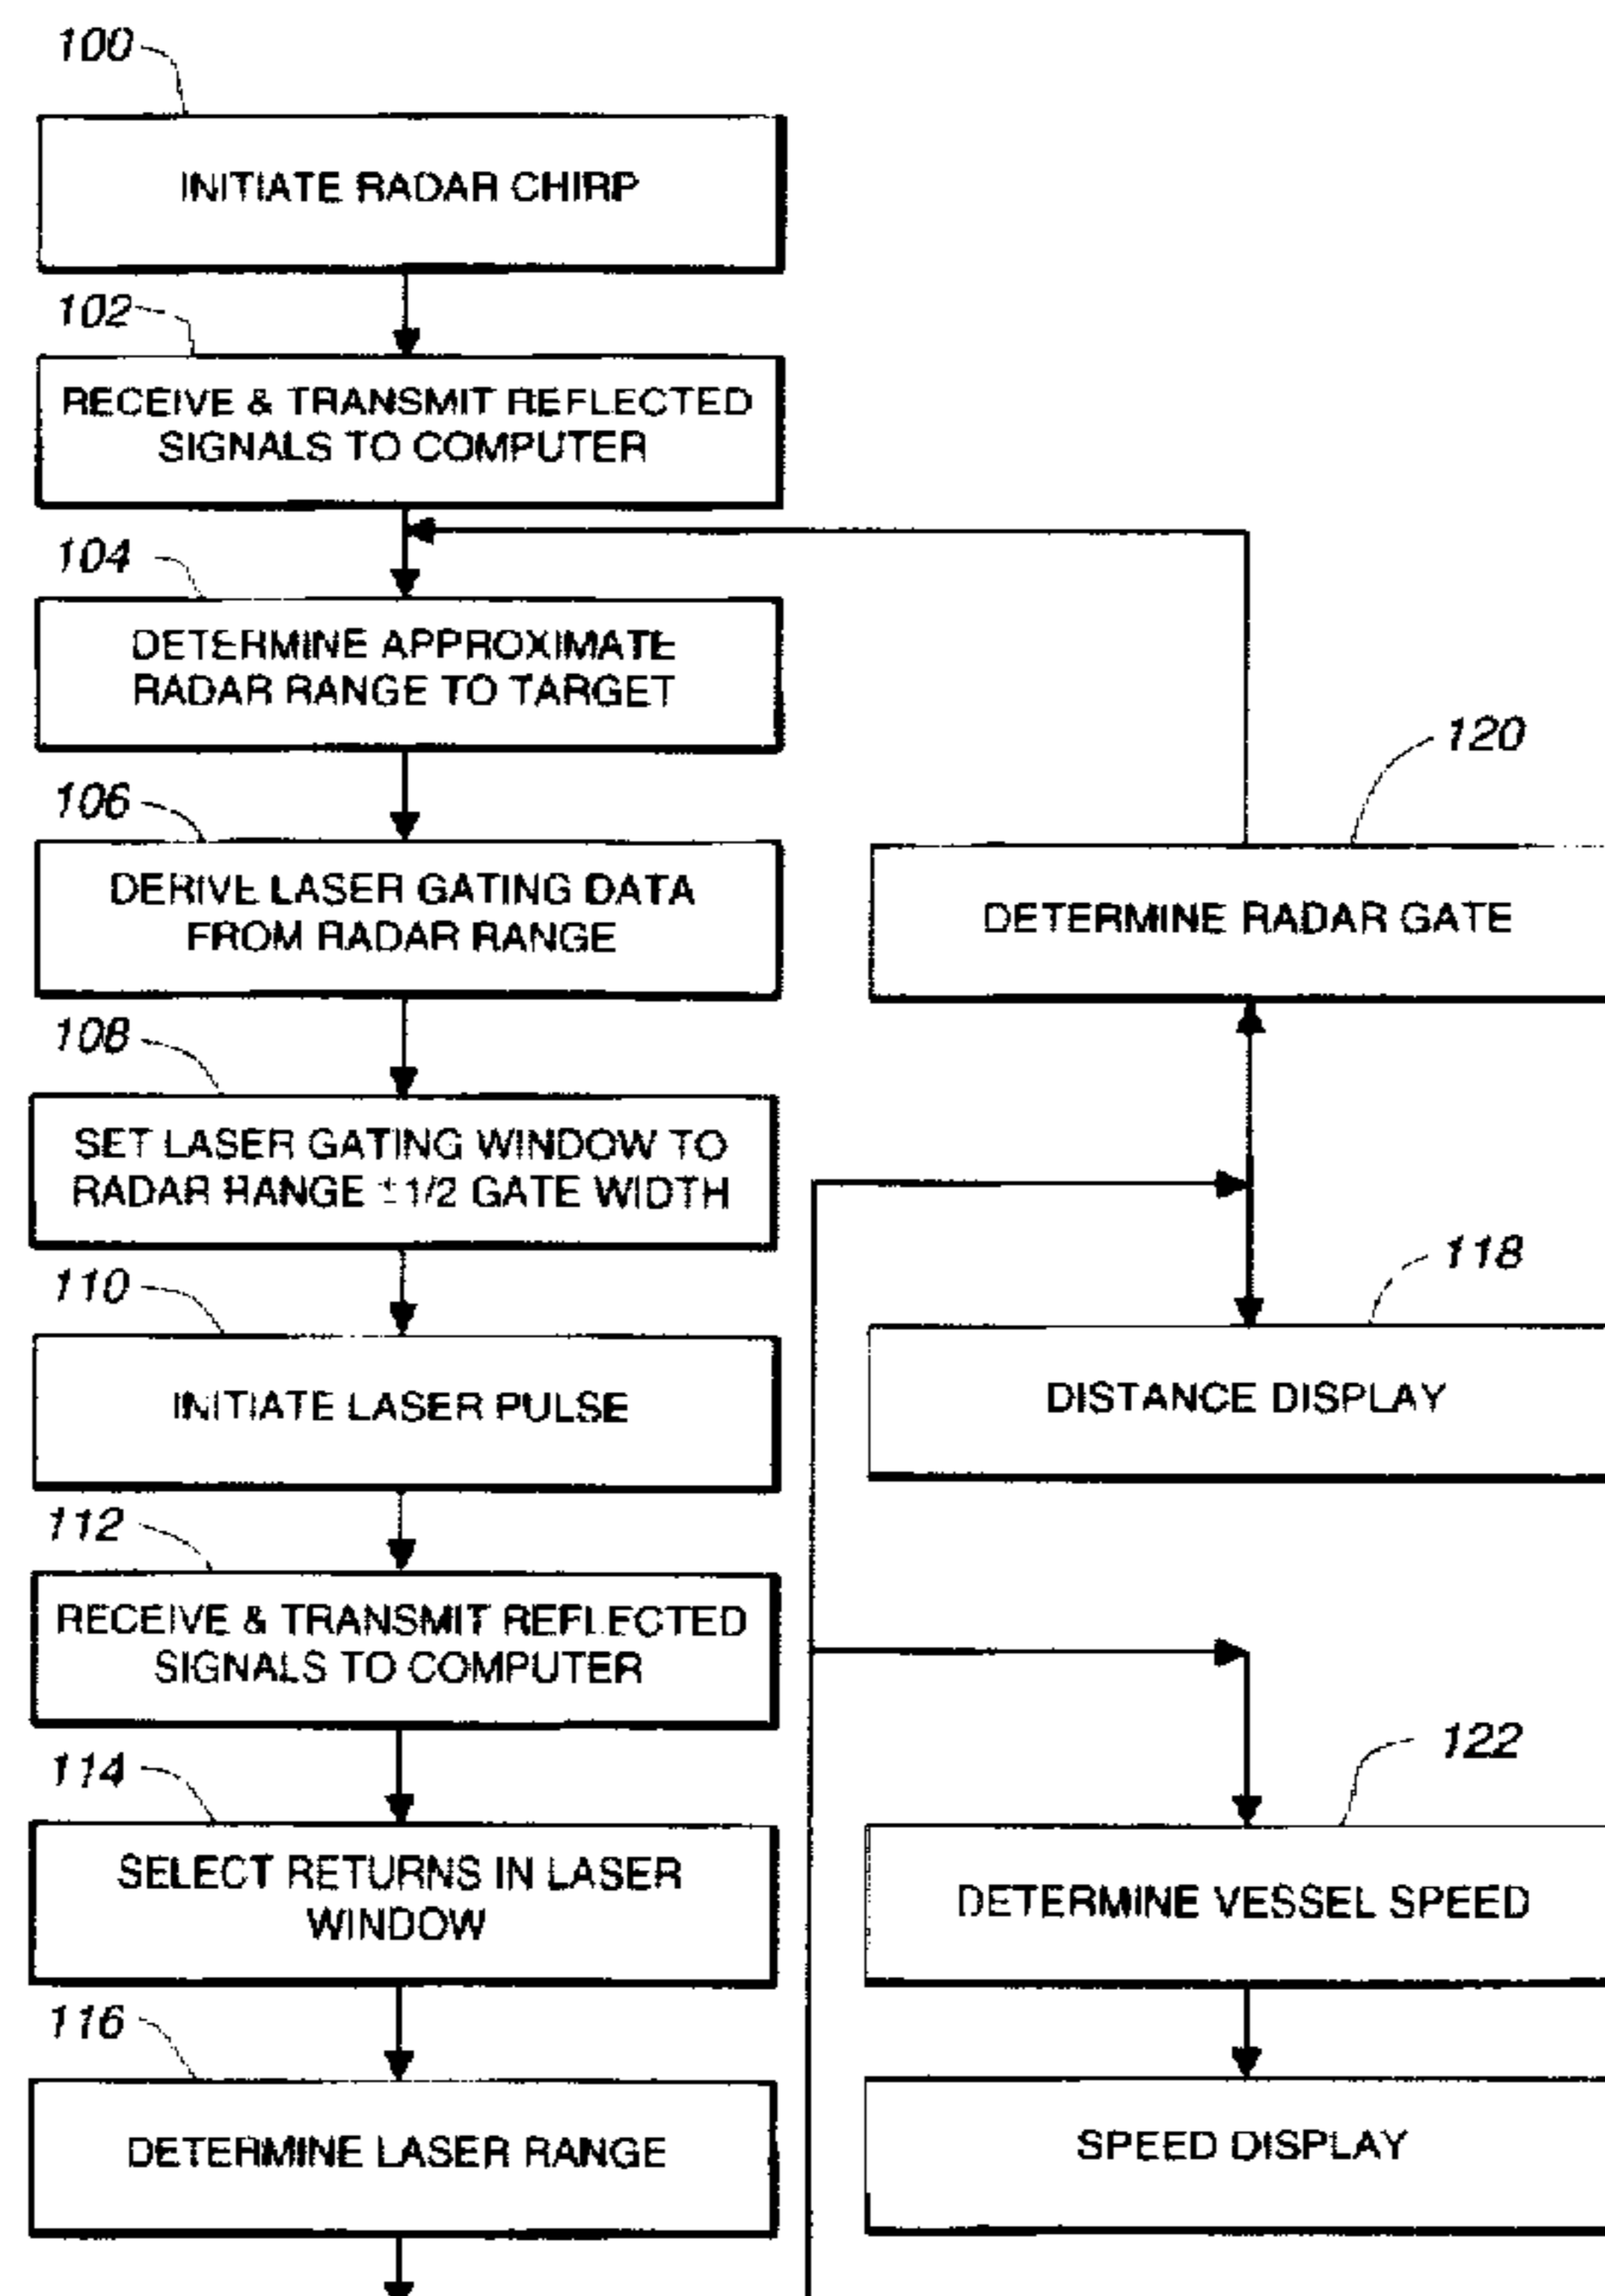 100
INITIATE RADAR CHIRP
102
RECEIVE & TRANSMIT REFLECTED
SIGNALS TO COMPUTER
104
DETERMINE APPROXIMATE
RADAR RANGE TO TARGET
106
DERIVE LASER GATING DATA
FROM RADAR RANGE
108
SET LASER GATING WINDOW TO
RADAR RANGE ±1/2 GATE WIDTH
110
INITIATE LASER PULSE
112
RECEIVE & TRANSMIT REFLECTED
SIGNALS TO COMPUTER
114
SELECT RETURNS IN LASER
WINDOW
116
DETERMINE LASER RANGE
120
DETERMINE RADAR GATE
118
DISTANCE DISPLAY
122
DETERMINE VESSEL SPEED
SPEED DISPLAY